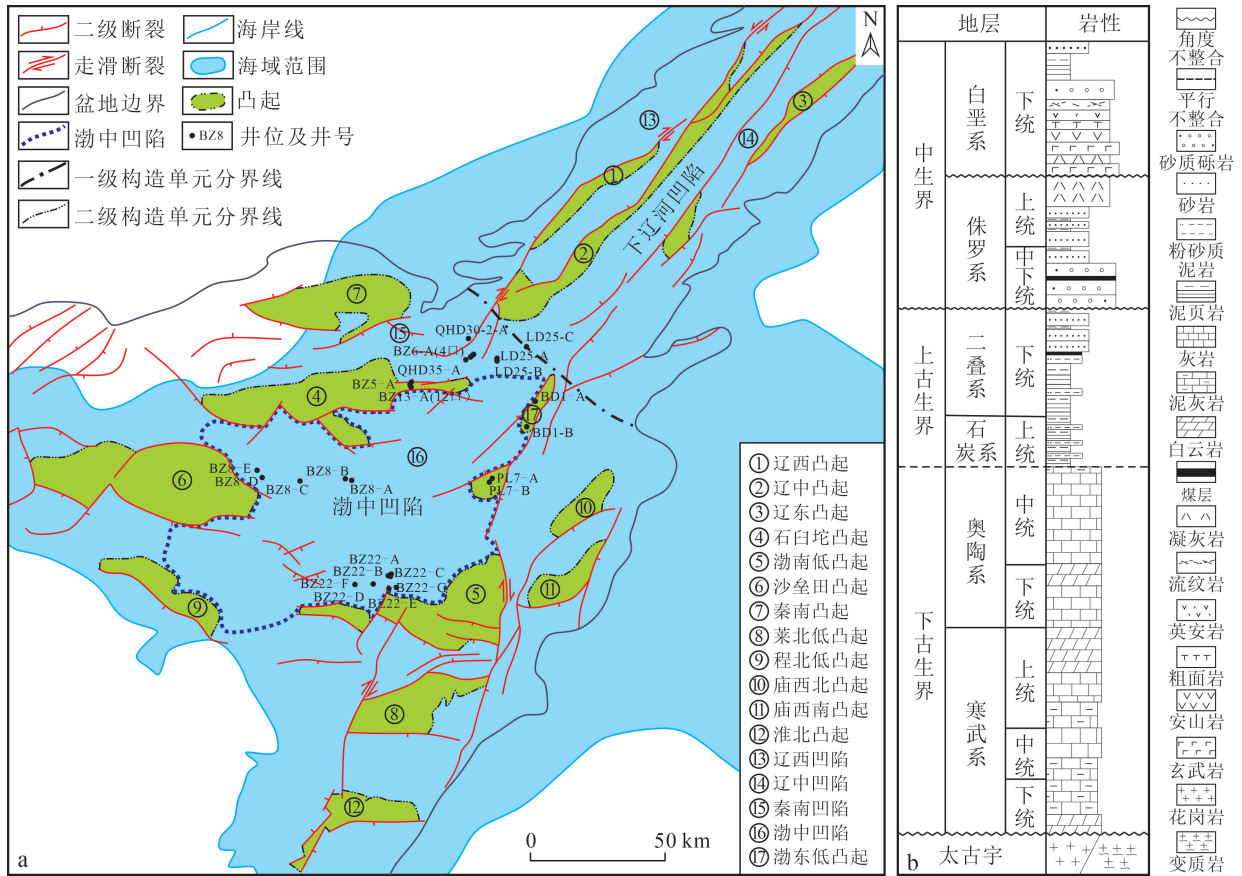 二级断裂
海岸线
走滑断裂
海域范围
盆地边界
凸起
渤中凹陷
BZ8
井位及井号
一级构造单元分界线
二级构造单元分界线
N
③
⑬
⑭
①
下辽河凹陷
②
⑦
⑮
QHD30-2-A
LD25-C
BZ6-A(4口)
LD25-A
LD25-B
QHD35-A
BZ5-A
BZ13-A(12口)
④
BD1-A
⑰
BD1-B
⑯
⑥
BZ8-E
BZ8-D
BZ8-C
BZ8-B
BZ8-A
PL7-A
PL7-B
渤中凹陷
⑩
BZ22-A
BZ22-B
BZ22-C
BZ22-F
BZ22-G
BZ22-D
BZ22-E
⑤
⑪
⑨
⑧
⑫
0
50 km
a
①辽西凸起
②辽中凸起
③辽东凸起
④石臼坨凸起
⑤渤南低凸起
⑥沙垒田凸起
⑦秦南凸起
⑧莱北低凸起
⑨程北低凸起
⑩庙西北凸起
⑪庙西南凸起
⑫淮北凸起
⑬辽西凹陷
⑭辽中凹陷
⑮秦南凹陷
⑯渤中凹陷
⑰渤东低凸起
地层
岩性
中生界
白垩系
下统
侏罗系
上统
中下统
上古生界
二叠系
下统
石炭系
上统
下古生界
奥陶系
中统
下统
寒武系
上统
中统
下统
太古宇
b
角度
不整合
平行
不整合
砂质砾岩
砂岩
粉砂质
泥岩
泥页岩
灰岩
泥灰岩
白云岩
煤层
凝灰岩
流纹岩
英安岩
粗面岩
安山岩
玄武岩
花岗岩
变质岩